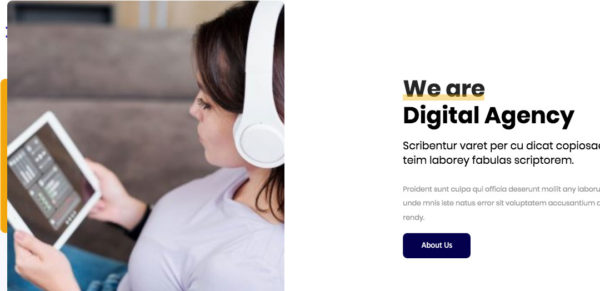 We are
Digital Agency
Scribentur varet per cu dicat copiosae
teim laborey fabulas scriptorem.
Proident sunt culpa qui officia deserunt mollit any laboru
unde mnis iste natus error sit voluptatem accusantium d
rendy.
About Us